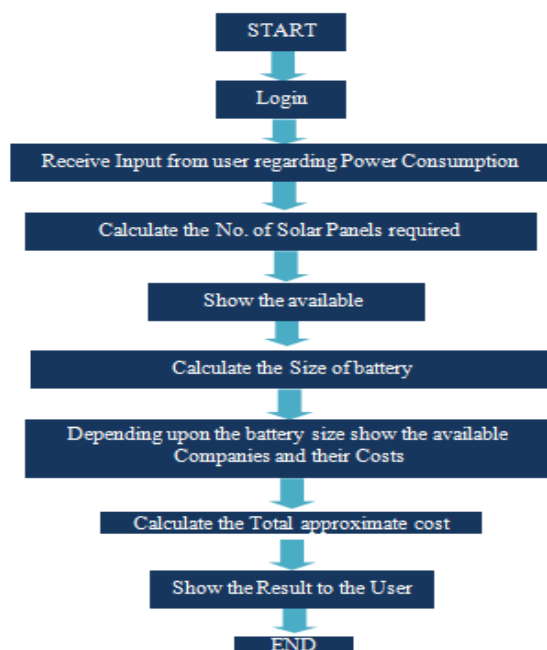 START
Login
Receive Input from user regarding Power Consumption
Calculate the No. of Solar Panels required
Show the available
Calculate the Size of battery
Depending upon the battery size show the available
Companies and their Costs
Calculate the Total approximate cost
Show the Result to the User
END